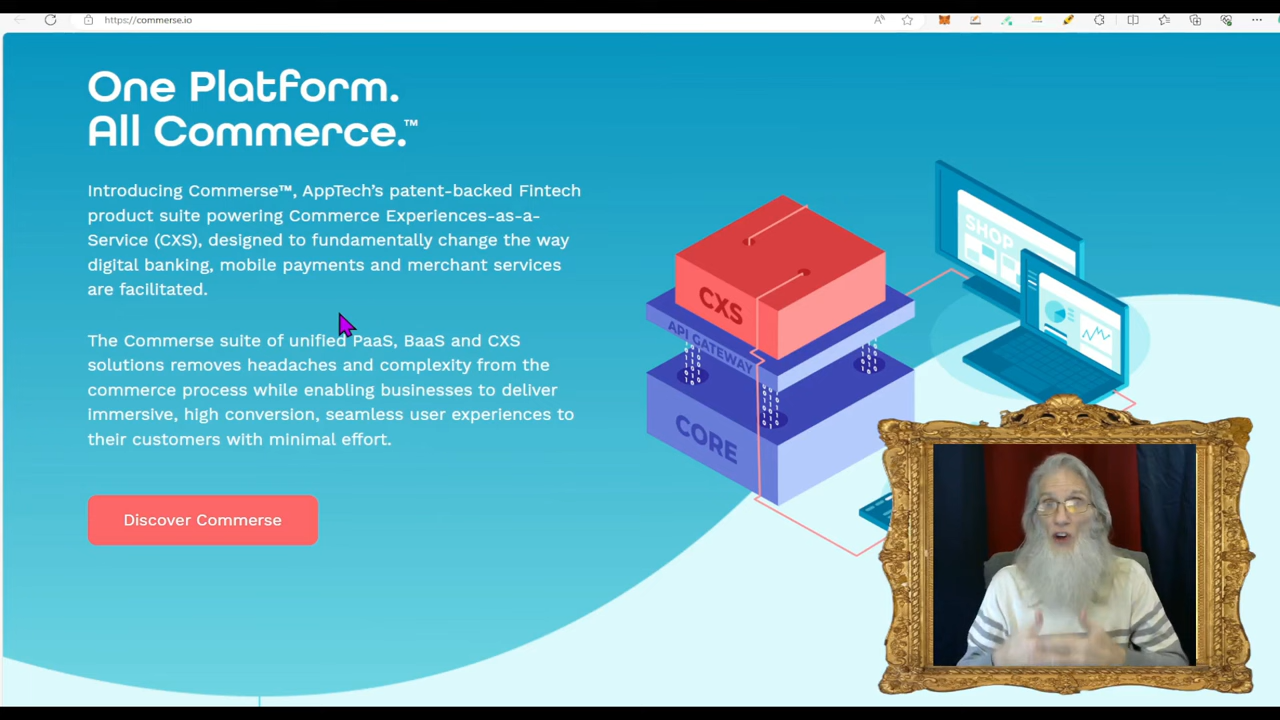 https://commerse.io
One Platform.
All Commerce.™
Introducing Commerse™, AppTech's patent-backed Fintech
product suite powering Commerce Experiences-as-a-
Service (CXS), designed to fundamentally change the way
digital banking, mobile payments and merchant services
are facilitated.
The Commerse suite of unified PaaS, BaaS and CXS
solutions removes headaches and complexity from the
commerce process while enabling businesses to deliver
immersive, high conversion, seamless user experiences to
their customers with minimal effort.
Discover Commerse
SHOP
CXS
API GATEWAY
CORE